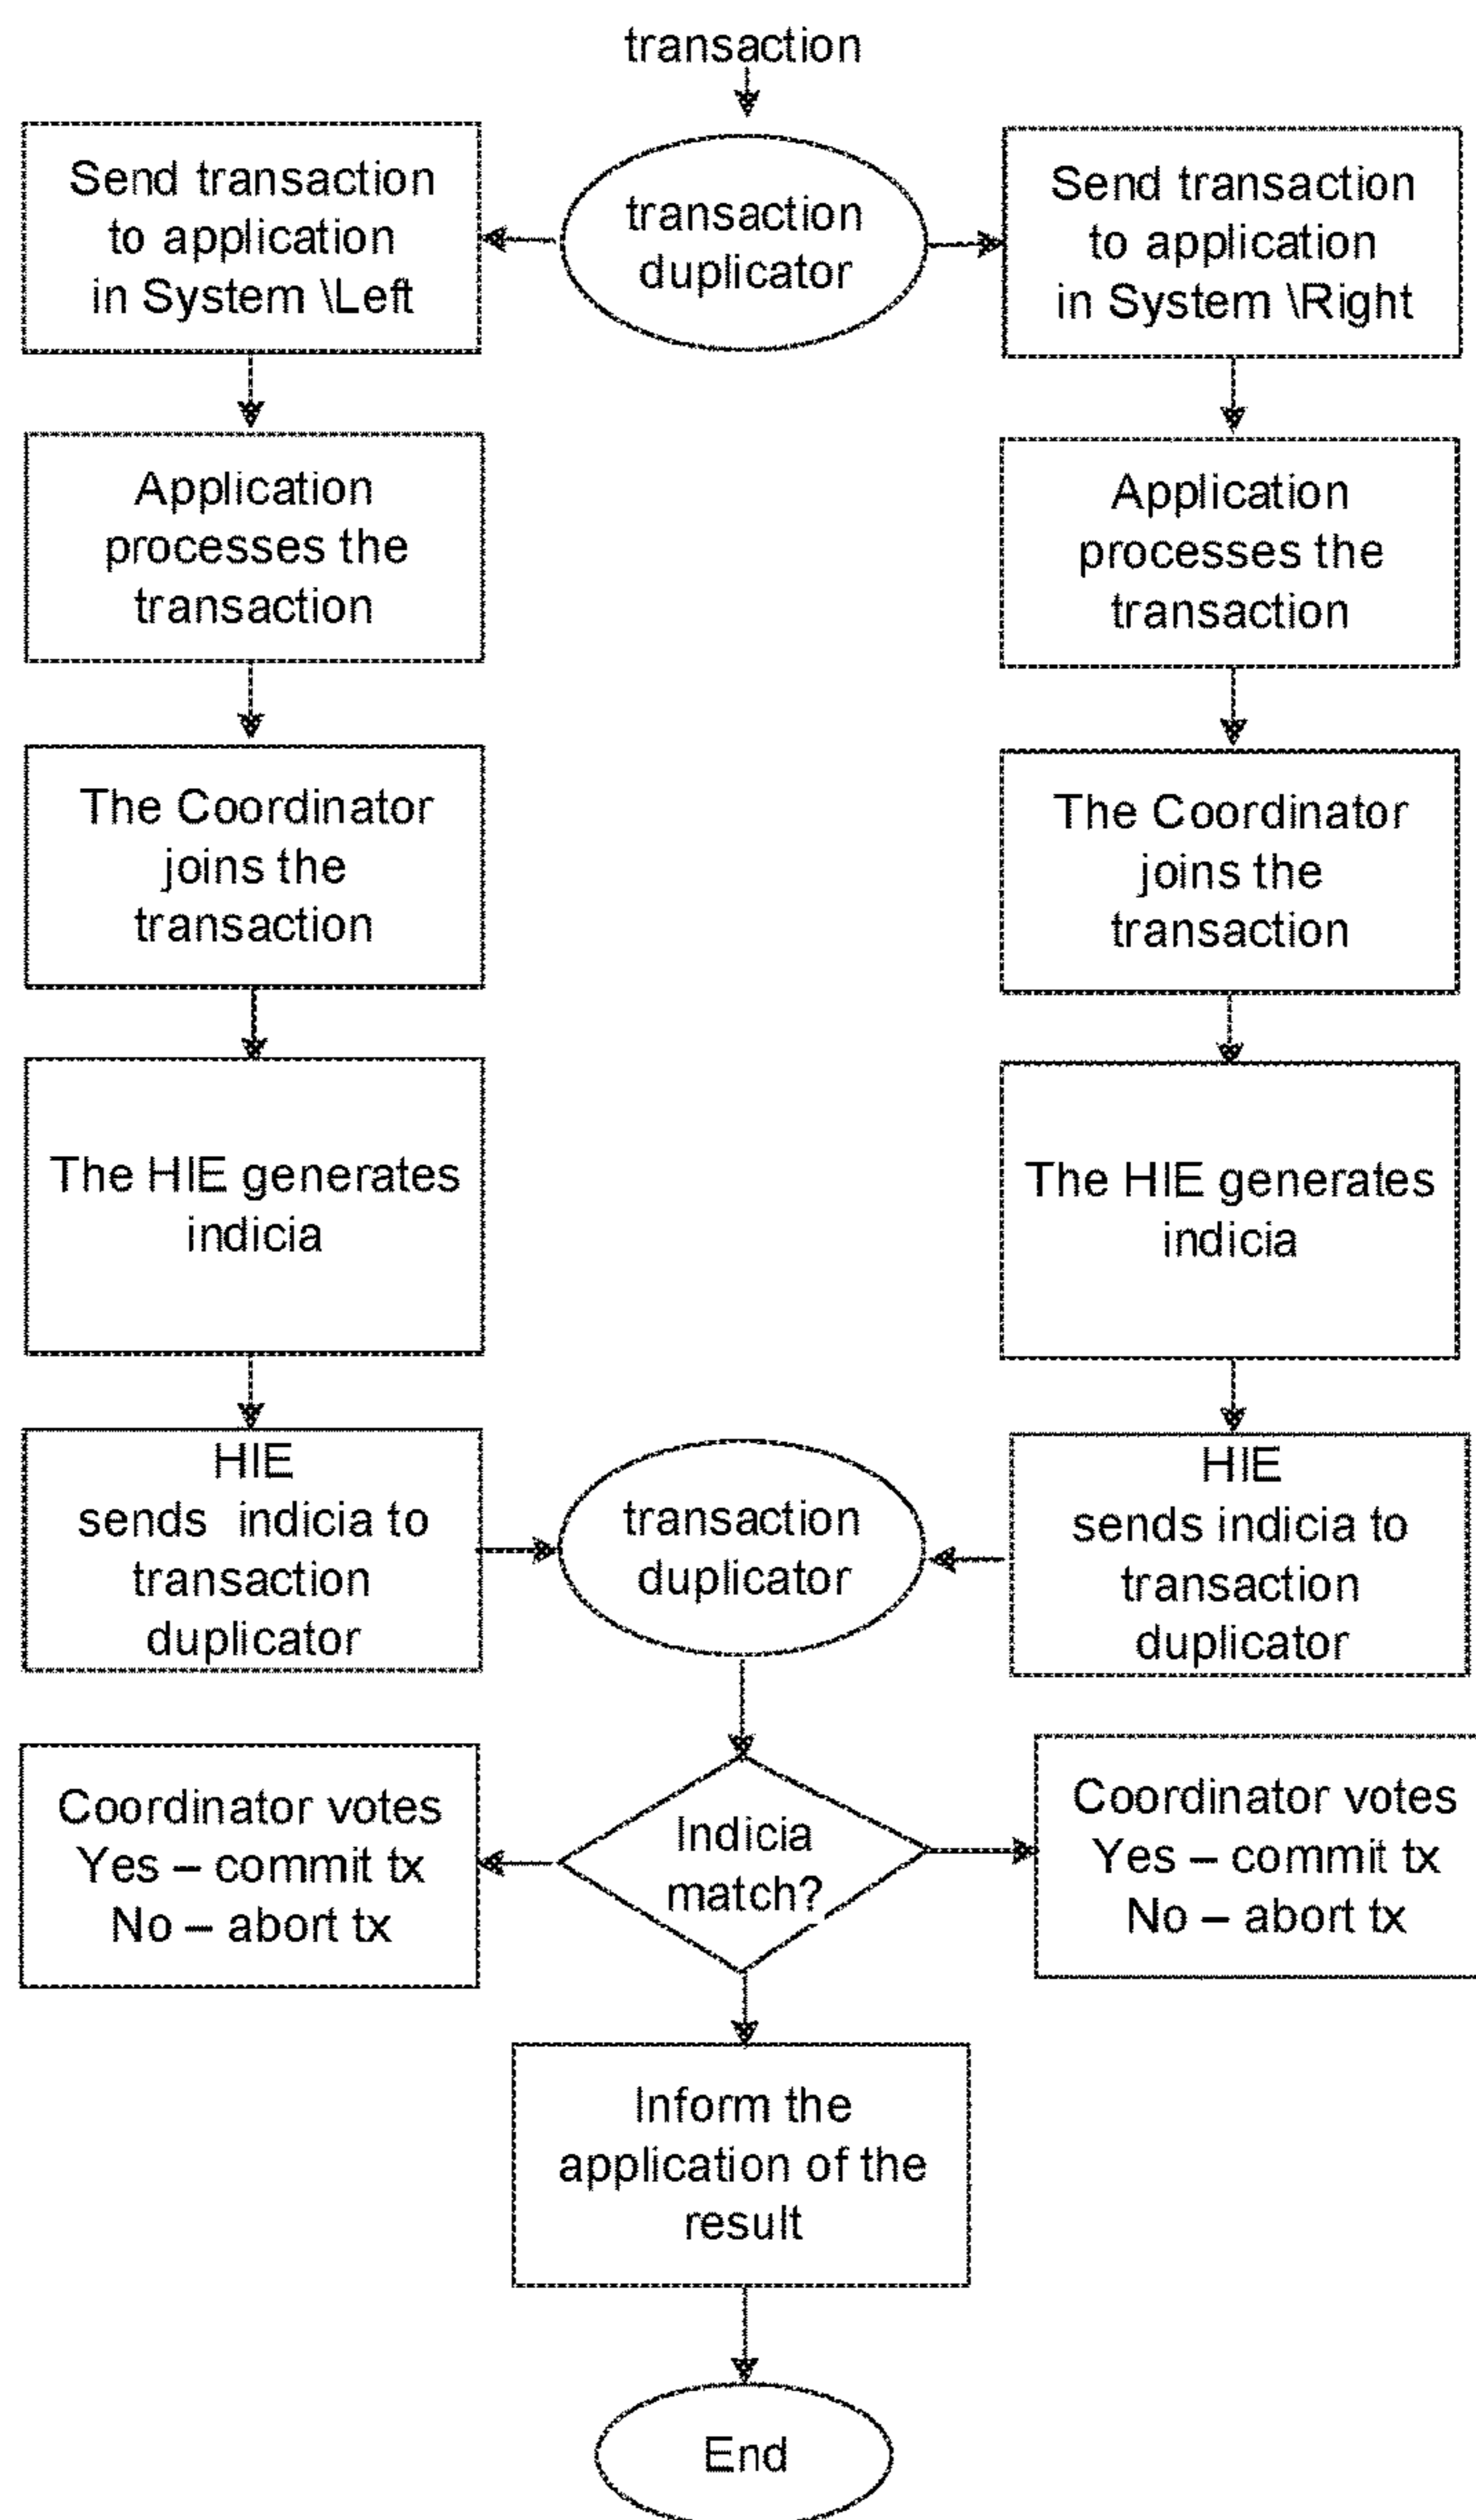 transaction
Send transaction
to application
in System \Left
transaction
duplicator
Send transaction
to application
in System \Right
Application
processes the
transaction
Application
processes the
transaction
The Coordinator
joins the
transaction
The Coordinator
joins the
transaction
The HIE generates
indicia
The HIE generates
indicia
HIE
sends indicia to
transaction
duplicator
transaction
duplicator
HIE
sends indicia to
transaction
duplicator
Coordinator votes
Yes – commit tx
No – abort tx
Indicia
match?
Coordinator votes
Yes – commit tx
No – abort tx
Inform the
application of the
result
End